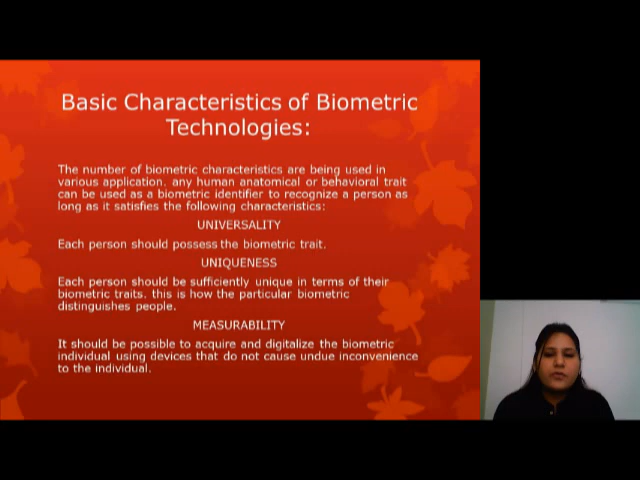 Basic Characteristics of Biometric
Technologies:
The number of biometric characteristics are being used in
various application. any human anatomical or behavioral trait
can be used as a biometric identifier to recognize a person as
long as it satisfies the following characteristics:
UNIVERSALITY
Each person should possess the biometric trait.
UNIQUENESS
Each person should be sufficiently unique in terms of their
biometric traits. this is how the particular biometric
distinguishes people.
MEASURABILITY
It should be possible to acquire and digitalize the biometric
individual using devices that do not cause undue inconvenience
to the individual.